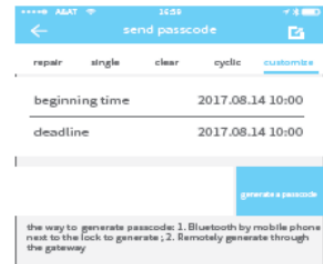 A&AT 16:59
send passcode
repair single clear cyclic customize
beginning time 2017.08.14 10:00
deadline 2017.08.14 10:00
generate a passcode
the way to generate passcode: 1. Bluetooth by mobile phone
next to the lock to generate ; 2. Remotely generate through
the gateway